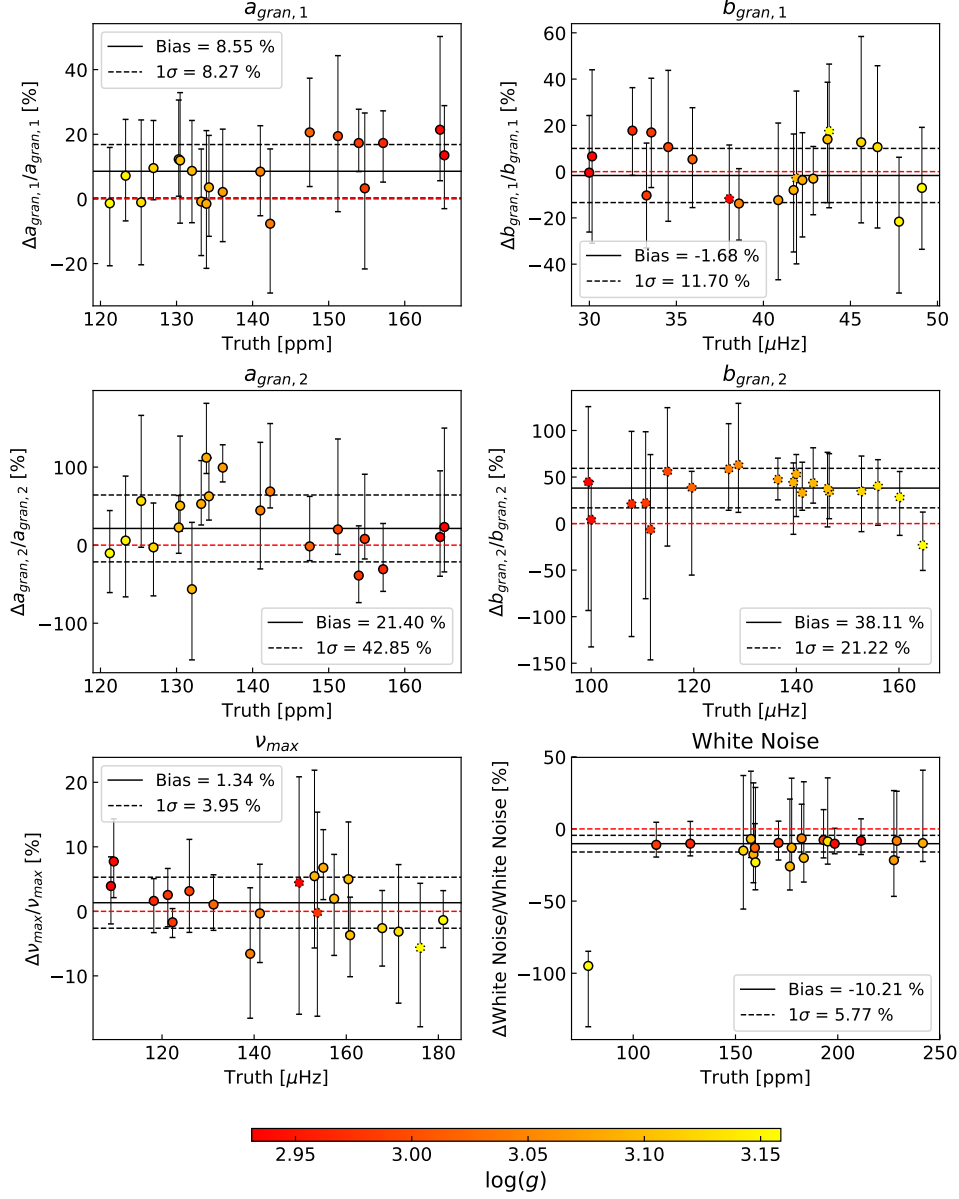 a_{gran, 1}
Δa_{gran, 1}/a_{gran, 1} [%]
40
20
0
−20
Bias = 8.55 %
1σ = 8.27 %
120 130 140 150 160
Truth [ppm]
b_{gran, 1}
Δb_{gran, 1}/b_{gran, 1} [%]
60
40
20
0
−20
−40
Bias = -1.68 %
1σ = 11.70 %
30 35 40 45 50
Truth [μHz]
a_{gran, 2}
Δa_{gran, 2}/a_{gran, 2} [%]
100
0
−100
Bias = 21.40 %
1σ = 42.85 %
120 130 140 150 160
Truth [ppm]
b_{gran, 2}
Δb_{gran, 2}/b_{gran, 2} [%]
100
50
0
−50
−100
−150
Bias = 38.11 %
1σ = 21.22 %
100 120 140 160
Truth [μHz]
ν_{max}
Δν_{max}/ν_{max} [%]
20
10
0
−10
Bias = 1.34 %
1σ = 3.95 %
120 140 160 180
Truth [μHz]
White Noise
ΔWhite Noise/White Noise [%]
50
0
−50
−100
Bias = -10.21 %
1σ = 5.77 %
100 150 200 250
Truth [ppm]
2.95 3.00 3.05 3.10 3.15
log(g)